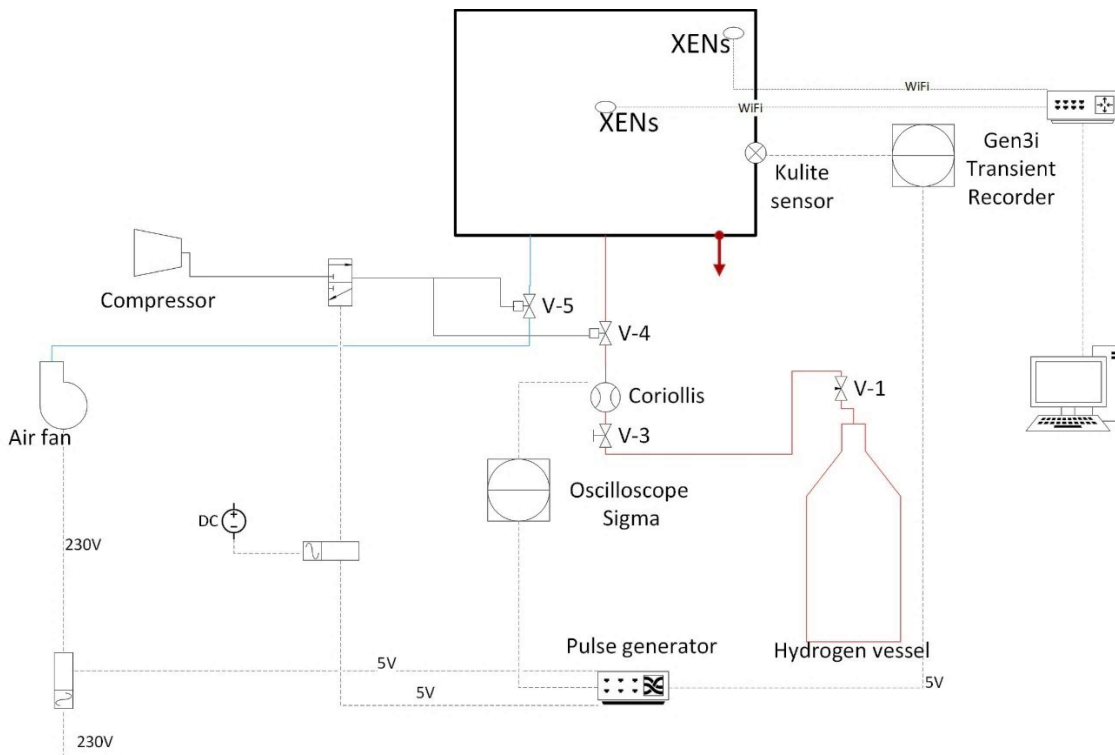 XENs
WiFi
XENs
WiFi
Gen3i
Transient
Recorder
Kulite
sensor
Compressor
V-5
V-4
V-1
Coriollis
Air fan
V-3
Oscilloscope
Sigma
DC
230V
Pulse generator
Hydrogen vessel
5V
5V
5V
230V